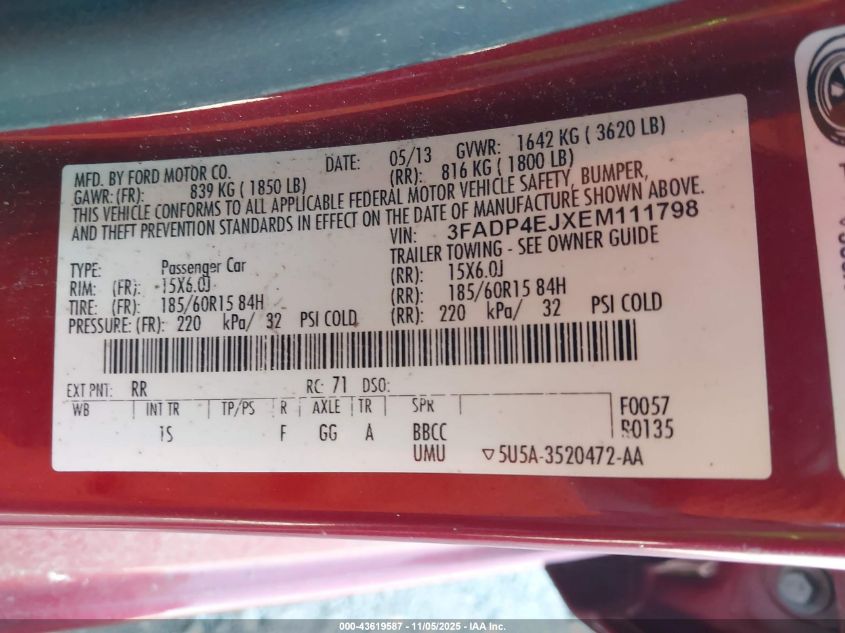 MFD. BY FORD MOTOR CO. DATE: 05/13 GVWR: 1642 KG ( 3620 LB)
GAWR: (FR): 839 KG ( 1850 LB) (RR): 816 KG ( 1800 LB)
THIS VEHICLE CONFORMS TO ALL APPLICABLE FEDERAL MOTOR VEHICLE SAFETY, BUMPER,
AND THEFT PREVENTION STANDARDS IN EFFECT ON THE DATE OF MANUFACTURE SHOWN ABOVE.
VIN: 3FADP4EJXEM111798
TYPE: Passenger Car TRAILER TOWING - SEE OWNER GUIDE
RIM: (FR): 15X6.0J (RR): 15X6.0J
TIRE: (FR): 185/60R15 84H (RR): 185/60R15 84H
PRESSURE: (FR): 220 kPa/ 32 PSI COLD (RR): 220 kPa/ 32 PSI COLD
EXT PNT: RR RC: 71 DSO:
WB INT TR TP/PS R AXLE TR SPR F0057
TS F GG A BBCC R0135
UMU ▽5U5A-3520472-AA
000-43619587 - 11/05/2025 - IAA Inc.